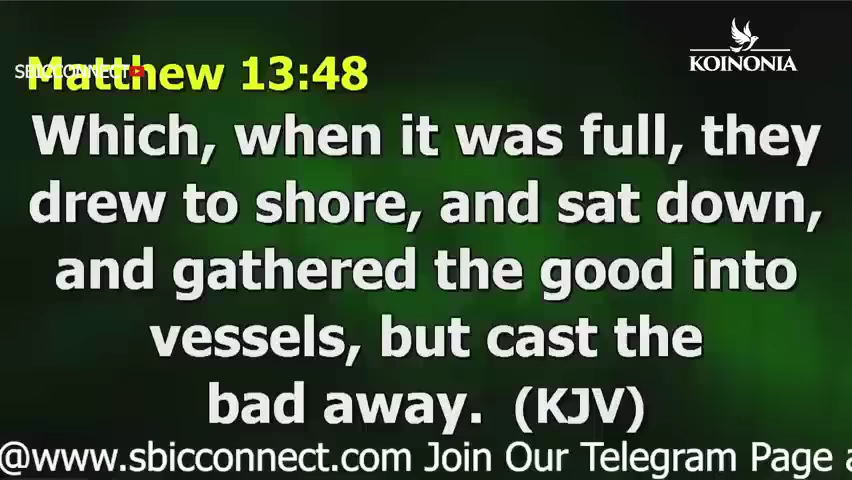 KOINONIA
SBICCONNECT
Matthew 13:48
Which, when it was full, they
drew to shore, and sat down,
and gathered the good into
vessels, but cast the
bad away. (KJV)
@www.sbicconnect.com Join Our Telegram Page a